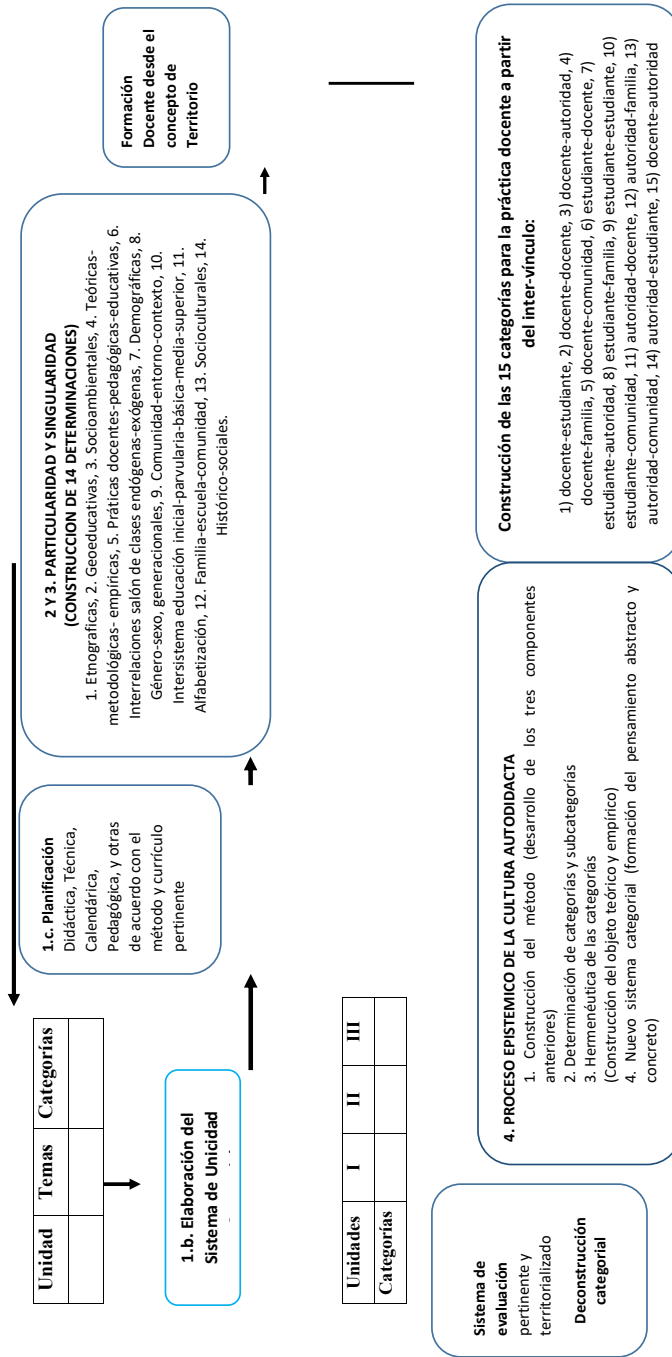 Unidad Temas Categorías
1.b. Elaboración del
Sistema de Unicidad
1.c. Planificación
Didáctica, Técnica,
Calendárica,
Pedagógica, y otras
de acuerdo con el
método y currículo
pertinente
2 Y 3. PARTICULARIDAD Y SINGULARIDAD
(CONSTRUCCION DE 14 DETERMINACIONES)
1. Etnograficas, 2. Geoeducativas, 3. Socioambientales, 4. Teóricas-
metodológicas- empíricas, 5. Práticas docentes-pedagógicas-educativas, 6.
Interrelaciones salón de clases endógenas-exógenas, 7. Demográficas, 8.
Género-sexo, generacionales, 9. Comunidad-entorno-contexto, 10.
Intersistema educación inicial-parvularia-básica-media-superior, 11.
Alfabetización, 12. Familia-escuela-comunidad, 13. Socioculturales, 14.
Histórico-sociales.
Formación
Docente desde el
concepto de
Territorio
Unidades I II III
Categorías
Sistema de
evaluación
pertinente y
territorializado
Deconstrucción
categorial
4. PROCESO EPISTEMICO DE LA CULTURA AUTODIDACTA
1. Construcción del método (desarrollo de los tres componentes
anteriores)
2. Determinación de categorías y subcategorías
3. Hermenéutica de las categorías
(Construcción del objeto teórico y empírico)
4. Nuevo sistema categorial (formación del pensamiento abstracto y
concreto)
Construcción de las 15 categorías para la práctica docente a partir
del inter-vínculo:
1) docente-estudiante, 2) docente-docente, 3) docente-autoridad, 4)
docente-familia, 5) docente-comunidad, 6) estudiante-docente, 7)
estudiante-autoridad, 8) estudiante-familia, 9) estudiante-estudiante, 10)
estudiante-comunidad, 11) autoridad-docente, 12) autoridad-familia, 13)
autoridad-comunidad, 14) autoridad-estudiante, 15) docente-autoridad